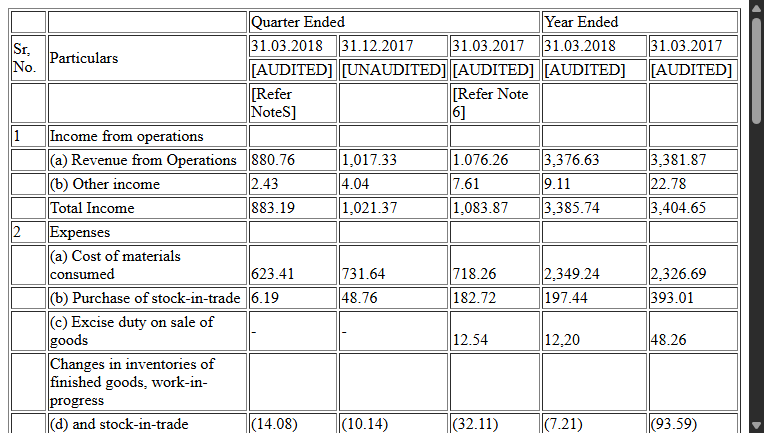 Quarter Ended Year Ended
Sr, No. Particulars 31.03.2018 31.12.2017 31.03.2017 31.03.2018 31.03.2017
[AUDITED] [UNAUDITED] [AUDITED] [AUDITED] [AUDITED]
[Refer NoteS] [Refer Note 6]
1 Income from operations
(a) Revenue from Operations 880.76 1,017.33 1.076.26 3,376.63 3,381.87
(b) Other income 2.43 4.04 7.61 9.11 22.78
Total Income 883.19 1,021.37 1,083.87 3,385.74 3,404.65
2 Expenses
(a) Cost of materials consumed 623.41 731.64 718.26 2,349.24 2,326.69
(b) Purchase of stock-in-trade 6.19 48.76 182.72 197.44 393.01
(c) Excise duty on sale of goods - - 12.54 12,20 48.26
Changes in inventories of finished goods, work-in-progress
(d) and stock-in-trade (14.08) (10.14) (32.11) (7.21) (93.59)